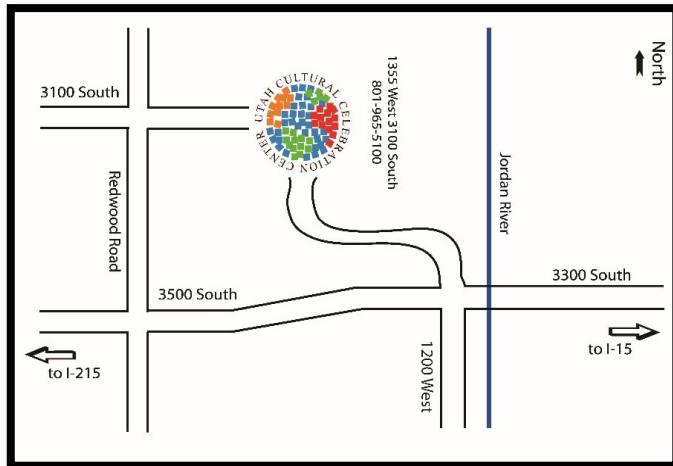 North
3100 South
UTAH CULTURAL CELEBRATION CENTER
1355 West 3100 South
801-965-5100
Jordan River
Redwood Road
3500 South
3300 South
1200 West
to I-15
to I-215